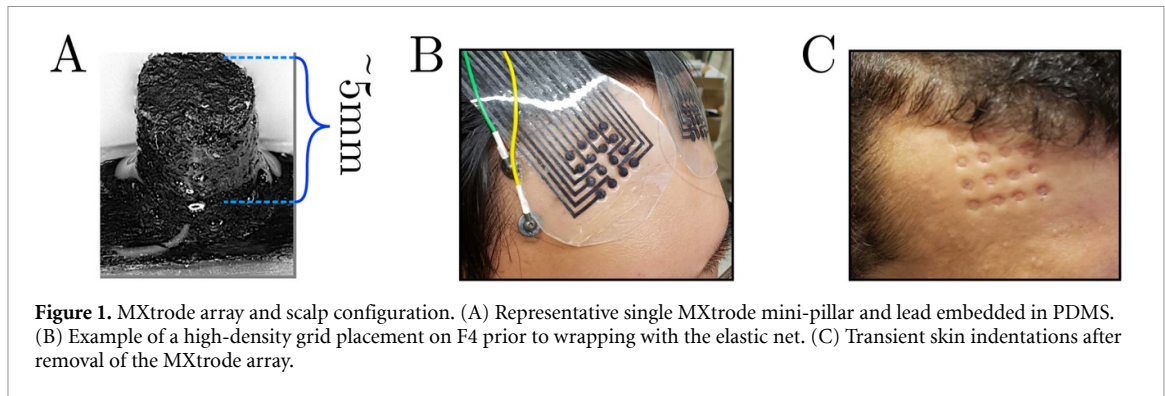 A
~5mm
B
C
Figure 1. MXtrode array and scalp configuration. (A) Representative single MXtrode mini-pillar and lead embedded in PDMS.
(B) Example of a high-density grid placement on F4 prior to wrapping with the elastic net. (C) Transient skin indentations after
removal of the MXtrode array.